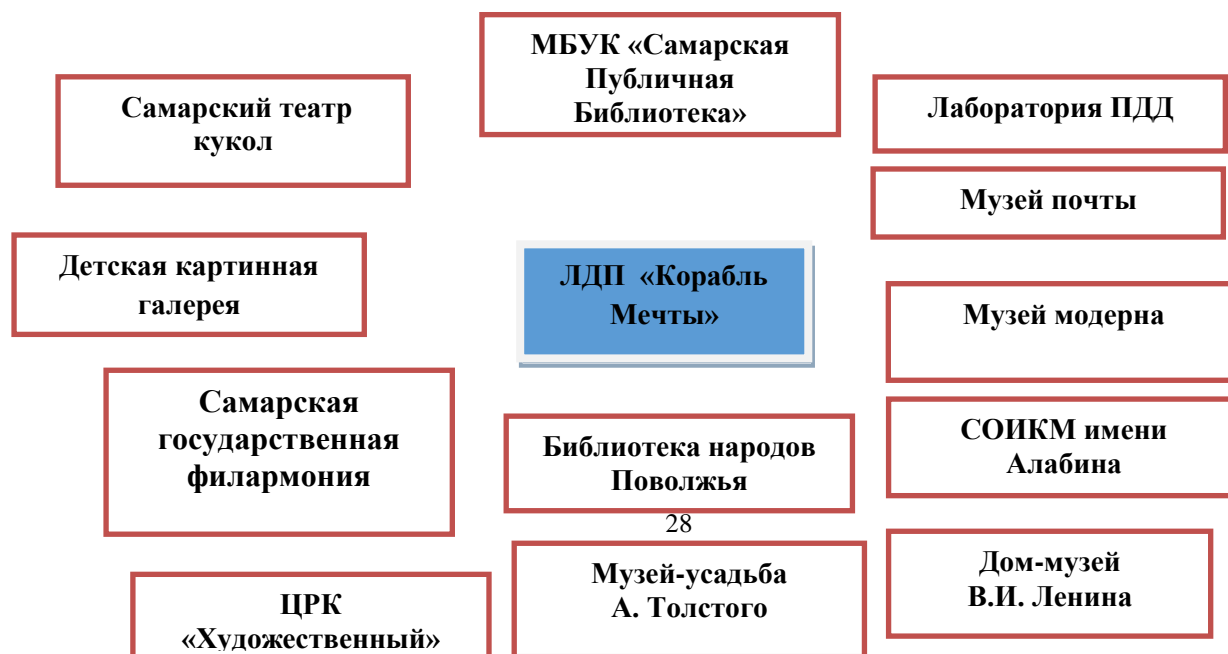 МБУК «Самарская
Публичная
Библиотека»
Самарский театр
кукол
Лаборатория ПДД
Музей почты
Детская картинная
галерея
ЛДП «Корабль
Мечты»
Музей модерна
Самарская
государственная
филармония
Библиотека народов
Поволжья
СОИКМ имени
Алабина
28
Музей-усадьба
А. Толстого
Дом-музей
В.И. Ленина
ЦРК
«Художественный»